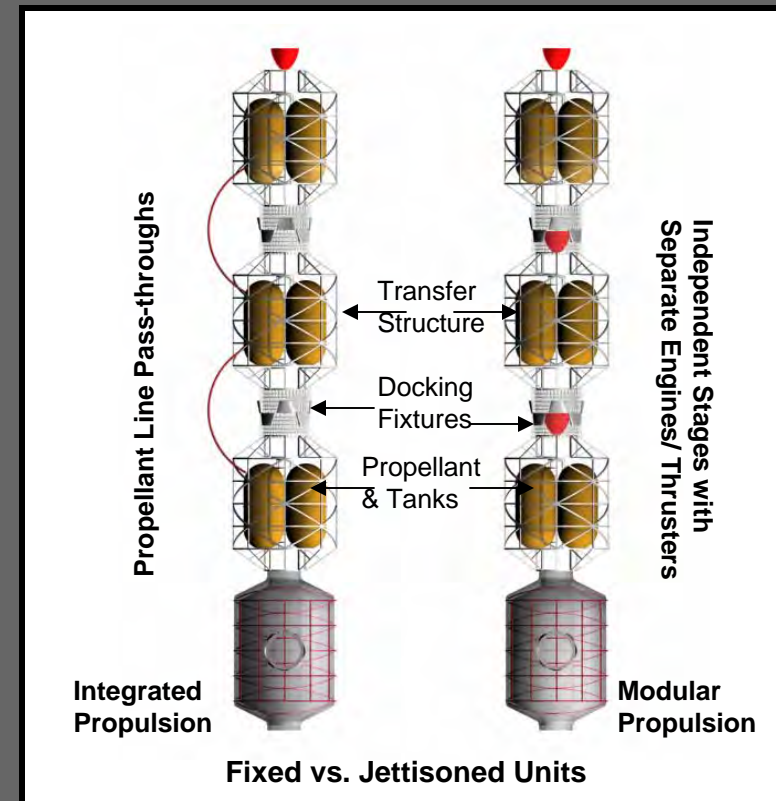 Propellant Line Pass-throughs
Transfer
Structure
Docking
Fixtures
Propellant
& Tanks
Independent Stages with
Separate Engines/ Thrusters
Integrated
Propulsion
Modular
Propulsion
Fixed vs. Jettisoned Units